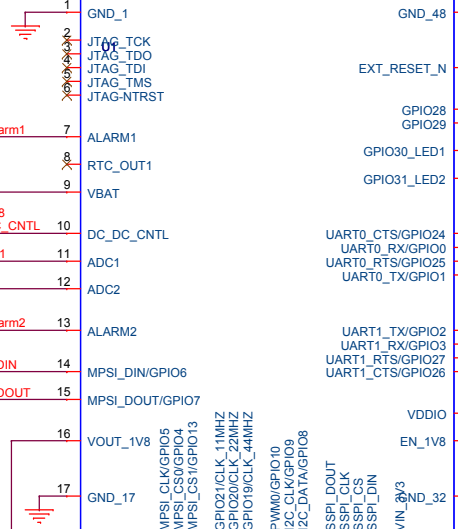 1 GND_1 GND_48
2 JTAG_TCK
U1
3 JTAG_TDO
4 JTAG_TDI EXT_RESET_N
5 JTAG_TMS
6 JTAG-NTRST
GPIO28
GPIO29
arm1 7 ALARM1
GPIO30_LED1
8 RTC_OUT1
GPIO31_LED2
9 VBAT
8
C_CNTL 10 DC_DC_CNTL UART0_CTS/GPIO24
UART0_RX/GPIO0
1 11 ADC1 UART0_RTS/GPIO25
UART0_TX/GPIO1
12 ADC2
arm2 13 ALARM2 UART1_TX/GPIO2
UART1_RX/GPIO3
UART1_RTS/GPIO27
DIN 14 MPSI_DIN/GPIO6 UART1_CTS/GPIO26
DOUT 15 MPSI_DOUT/GPIO7
VDDIO
16 VOUT_1V8 EN_1V8
17 GND_17 GND_32
MPSI_CLK/GPIO5
MPSI_CS0/GPIO4
MPSI_CS1/GPIO13
GPIO21/CLK_11MHZ
GPIO20/CLK_22MHZ
GPIO19/CLK_44MHZ
PWM0/GPIO10
I2C_CLK/GPIO9
I2C_DATA/GPIO8
SSPI_DOUT
SSPI_CLK
SSPI_CS
SSPI_DIN
VIN_3V3